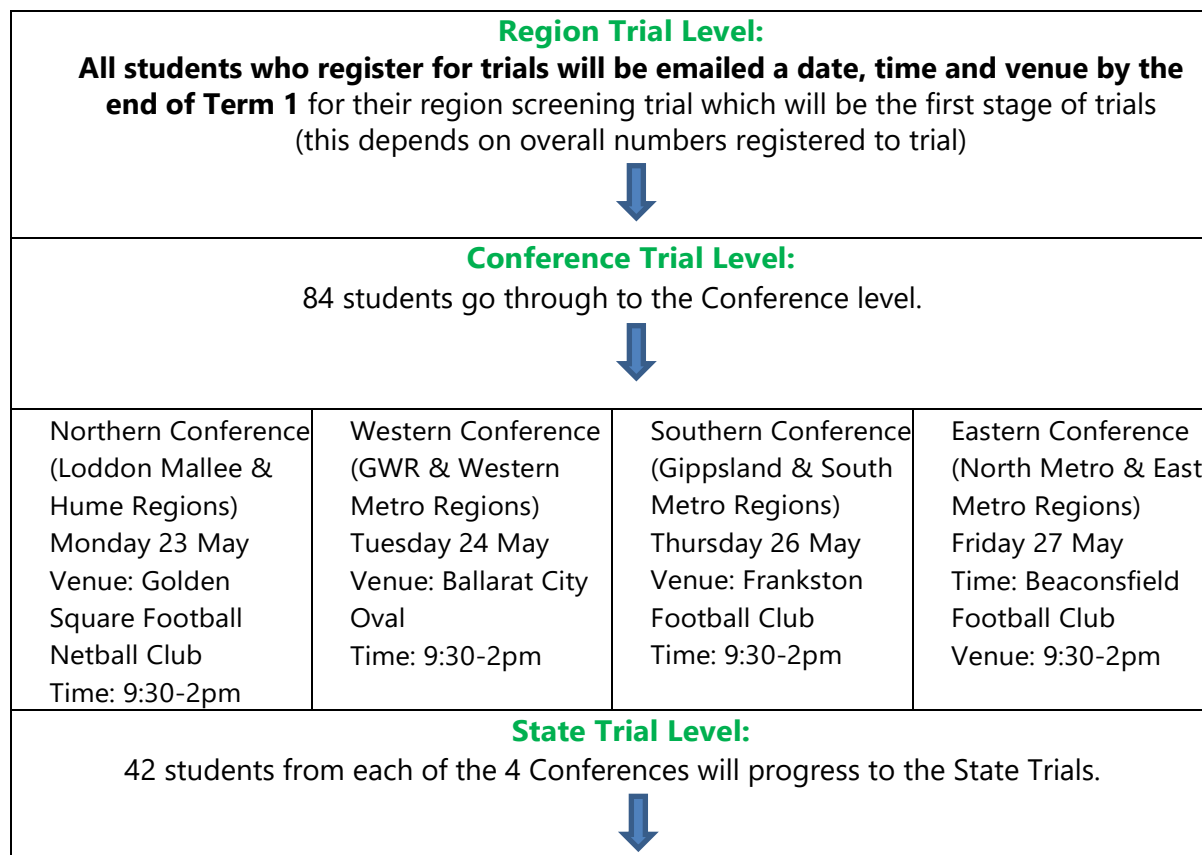 Region Trial Level:
All students who register for trials will be emailed a date, time and venue by the
end of Term 1 for their region screening trial which will be the first stage of trials
(this depends on overall numbers registered to trial)
Conference Trial Level:
84 students go through to the Conference level.
Northern Conference
(Loddon Mallee &
Hume Regions)
Monday 23 May
Venue: Golden
Square Football
Netball Club
Time: 9:30-2pm
Western Conference
(GWR & Western
Metro Regions)
Tuesday 24 May
Venue: Ballarat City
Oval
Time: 9:30-2pm
Southern Conference
(Gippsland & South
Metro Regions)
Thursday 26 May
Venue: Frankston
Football Club
Time: 9:30-2pm
Eastern Conference
(North Metro & East
Metro Regions)
Friday 27 May
Time: Beaconsfield
Football Club
Venue: 9:30-2pm
State Trial Level:
42 students from each of the 4 Conferences will progress to the State Trials.